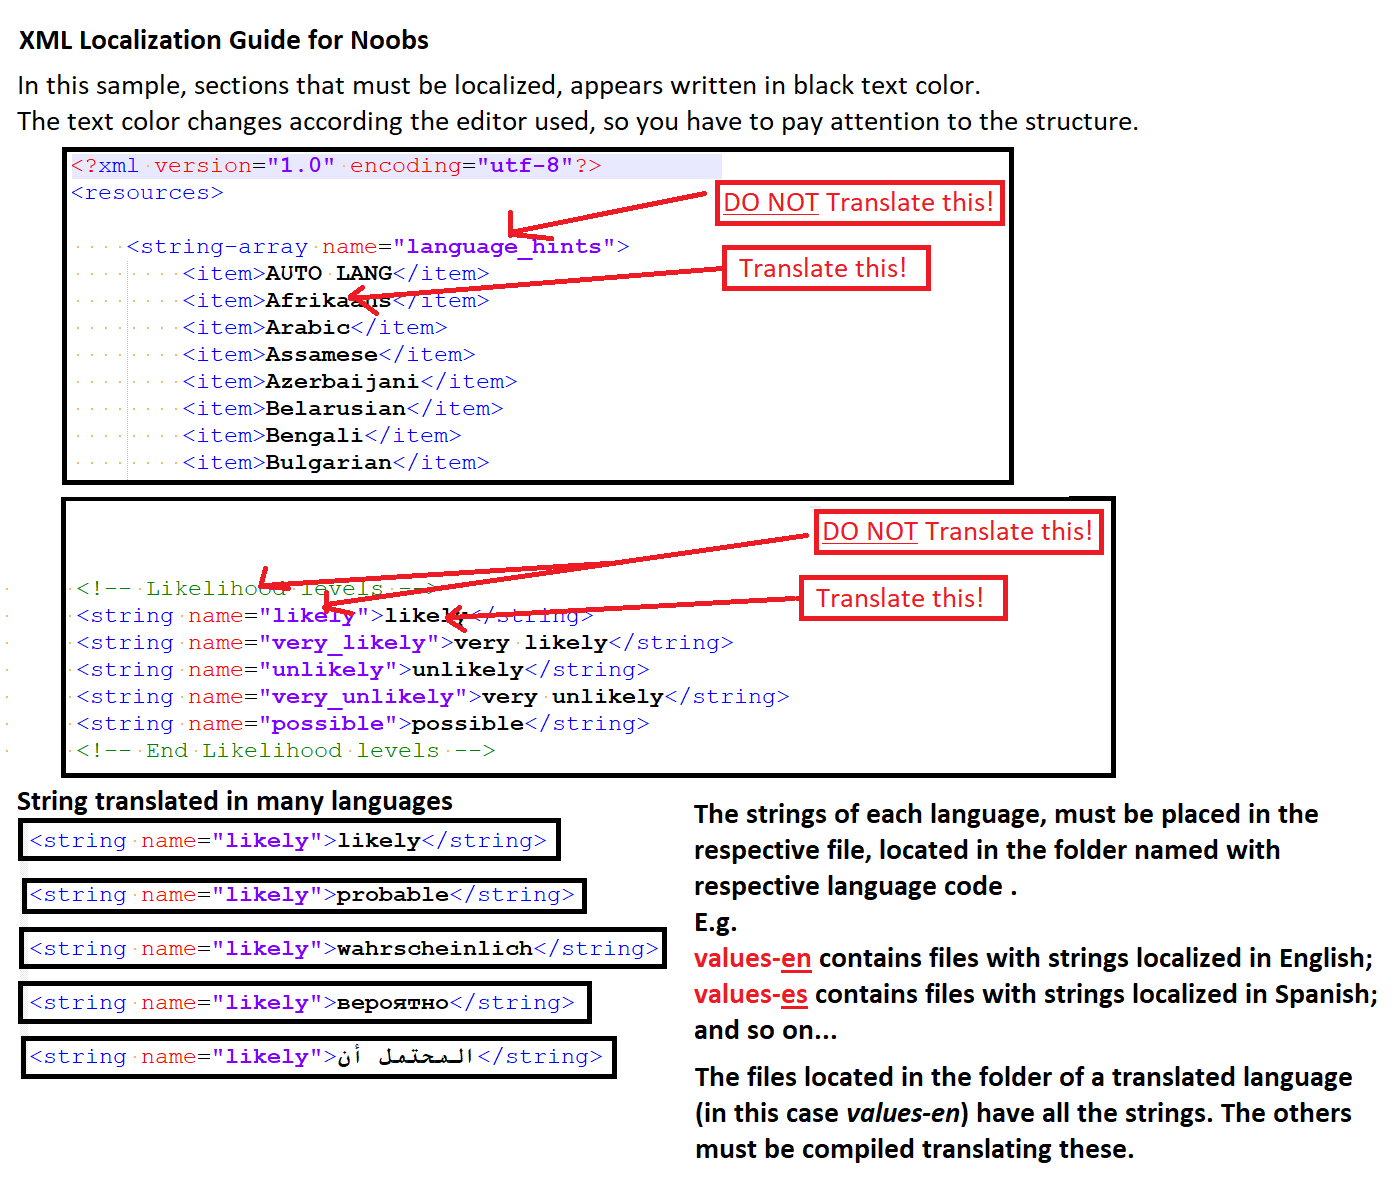 XML Localization Guide for Noobs
In this sample, sections that must be localized, appears written in black text color.
The text color changes according the editor used, so you have to pay attention to the structure.
<?xml version="1.0" encoding="utf-8"?>
<resources>
DO NOT Translate this!
<string-array name="language_hints">
Translate this!
<item>AUTO LANG</item>
<item>Afrikaans</item>
<item>Arabic</item>
<item>Assamese</item>
<item>Azerbaijani</item>
<item>Belarusian</item>
<item>Bengali</item>
<item>Bulgarian</item>
DO NOT Translate this!
<!-- Likelihood levels -->
Translate this!
<string name="likely">likely</string>
<string name="very_likely">very likely</string>
<string name="unlikely">unlikely</string>
<string name="very_unlikely">very unlikely</string>
<string name="possible">possible</string>
<!-- End Likelihood levels -->
String translated in many languages
<string name="likely">likely</string>
<string name="likely">probable</string>
<string name="likely">wahrscheinlich</string>
<string name="likely">вероятно</string>
<string name="likely">المحتمل أن</string>
The strings of each language, must be placed in the
respective file, located in the folder named with
respective language code .
E.g.
values-en contains files with strings localized in English;
values-es contains files with strings localized in Spanish;
and so on...
The files located in the folder of a translated language
(in this case values-en) have all the strings. The others
must be compiled translating these.